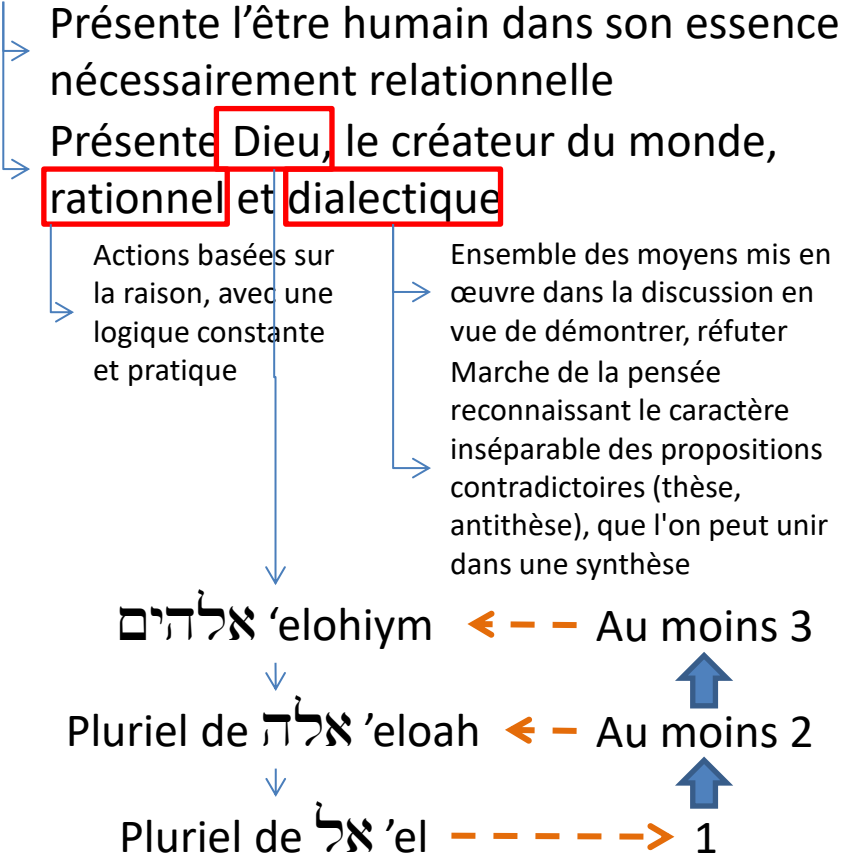 Présente l’être humain dans son essence
nécessairement relationnelle
Présente Dieu, le créateur du monde,
rationnel et dialectique
Actions basées sur
la raison, avec une
logique constante
et pratique
Ensemble des moyens mis en
œuvre dans la discussion en
vue de démontrer, réfuter
Marche de la pensée
reconnaissant le caractère
inséparable des propositions
contradictoires (thèse,
antithèse), que l'on peut unir
dans une synthèse
אלהים ‘elohiym Au moins 3
Pluriel de אלה ’eloah Au moins 2
Pluriel de אל ’el 1